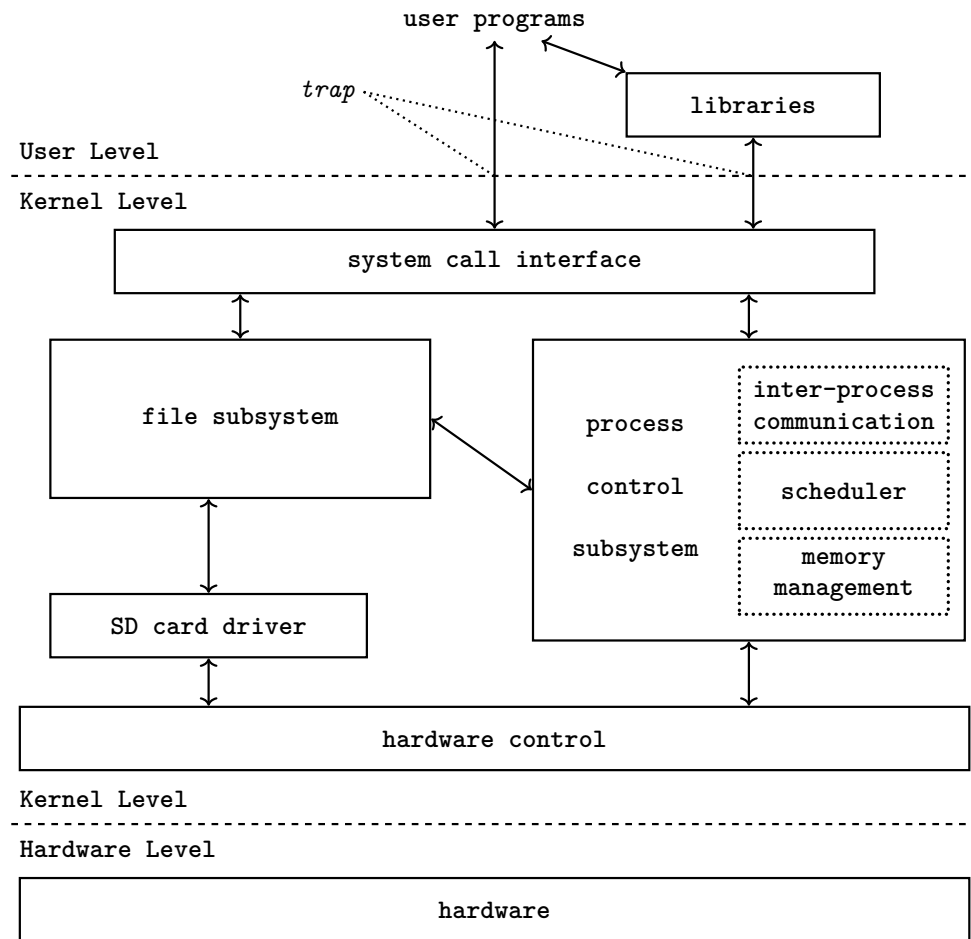 user programs
trap
libraries
User Level
Kernel Level
system call interface
file subsystem
process
control
subsystem
inter-process
communication
scheduler
memory
management
SD card driver
hardware control
Kernel Level
Hardware Level
hardware